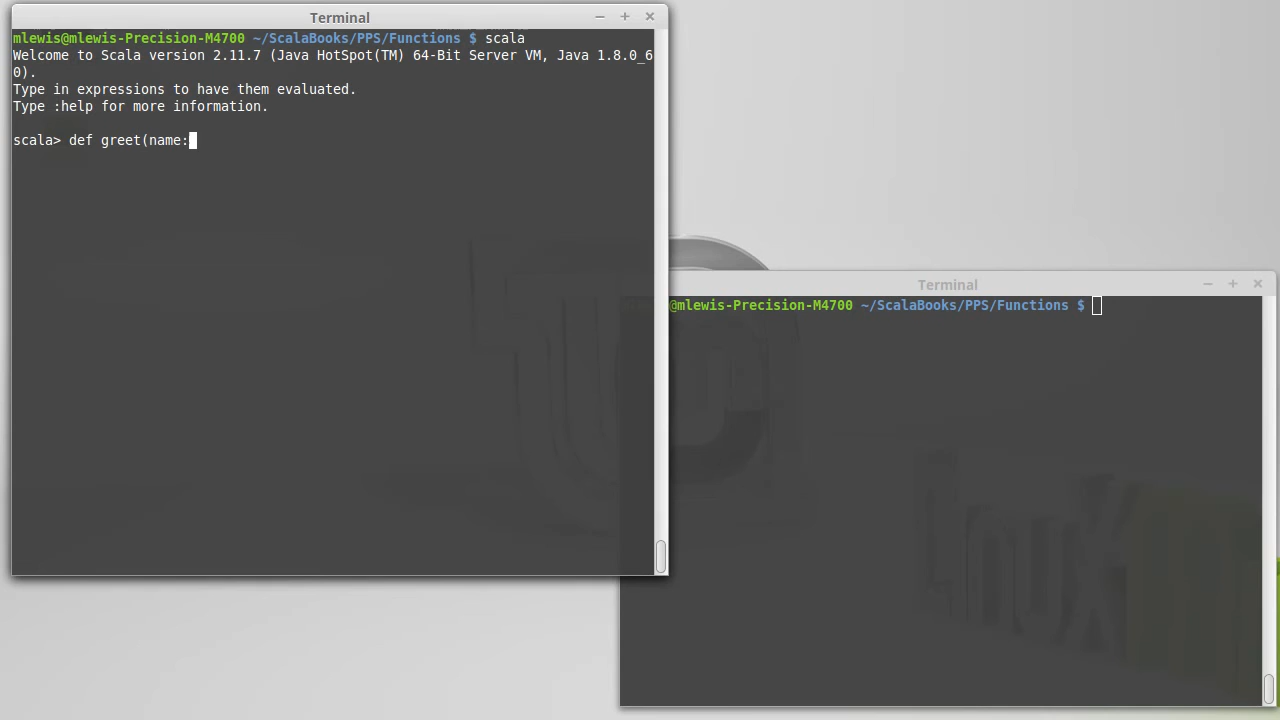 Terminal
mlewis@mlewis-Precision-M4700 ~/ScalaBooks/PPS/Functions $ scala
Welcome to Scala version 2.11.7 (Java HotSpot(TM) 64-Bit Server VM, Java 1.8.0_6
0).
Type in expressions to have them evaluated.
Type :help for more information.
scala> def greet(name:
Terminal
@mlewis-Precision-M4700 ~/ScalaBooks/PPS/Functions $
Linux